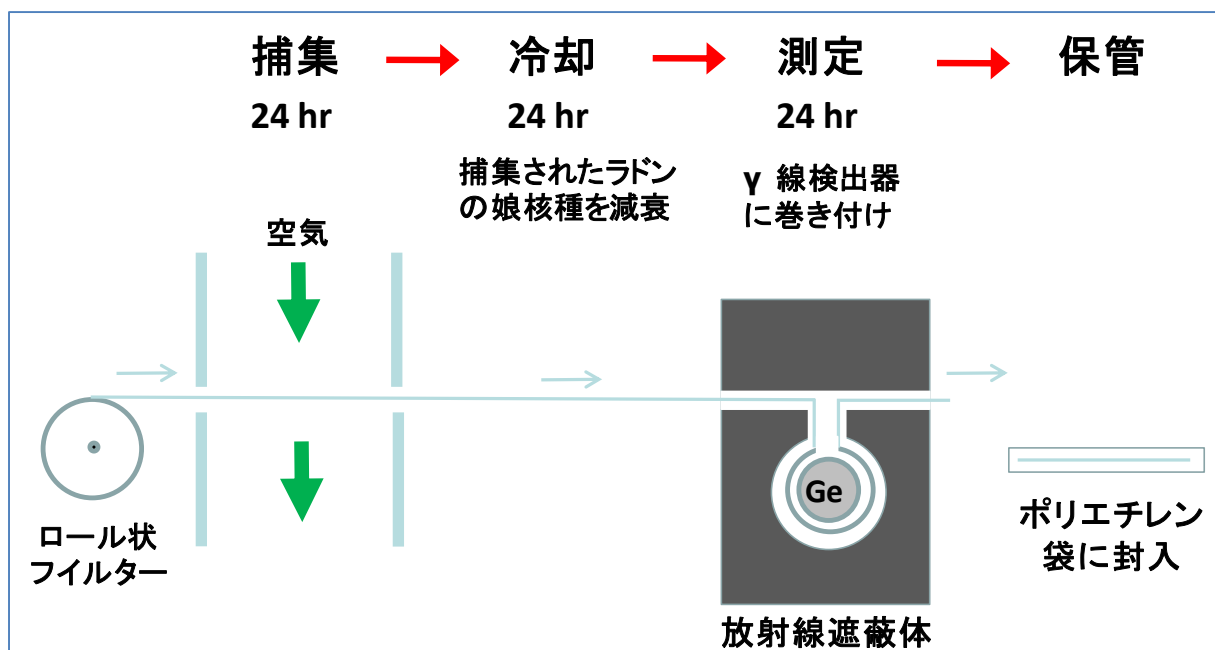 捕集 冷却 測定 保管
24 hr 24 hr 24 hr
捕集されたラドン
の娘核種を減衰
γ 線検出器
に巻き付け
空気
Ge
ロール状
フイルター
ポリエチレン
袋に封入
放射線遮蔽体